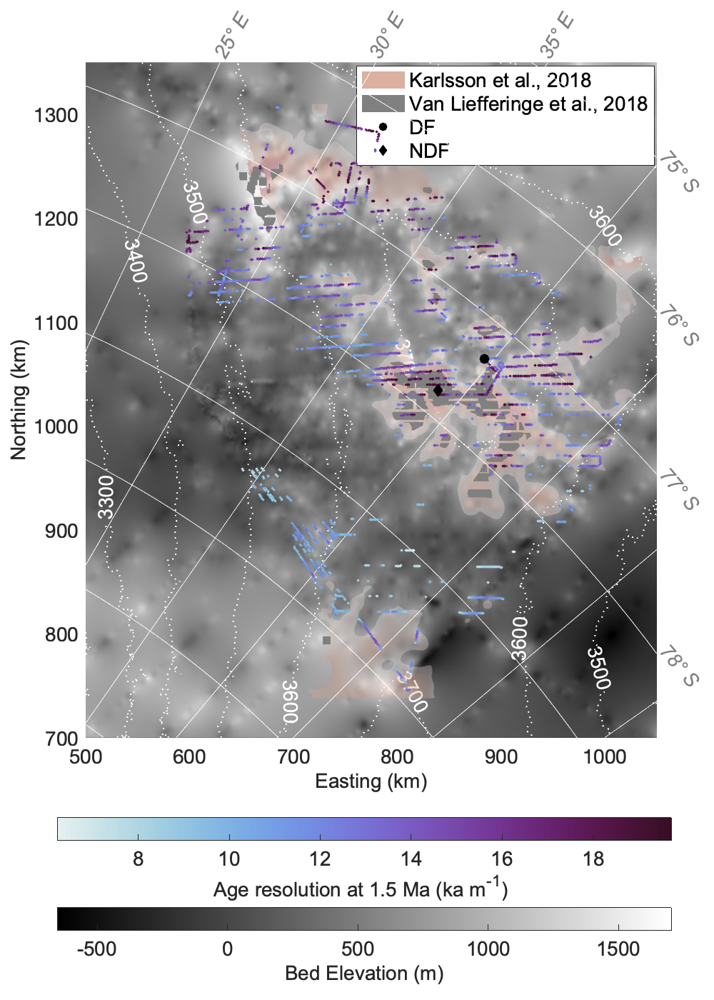 25° E
30° E
35° E
Karlsson et al., 2018
Van Liefferinge et al., 2018
DF
NDF
75° S
76° S
77° S
78° S
3400
3500
3600
3300
3600
3700
3600
3500
1300
1200
1100
1000
900
800
700
Northing (km)
500 600 700 800 900 1000
Easting (km)
8 10 12 14 16 18
Age resolution at 1.5 Ma (ka m-1)
-500 0 500 1000 1500
Bed Elevation (m)